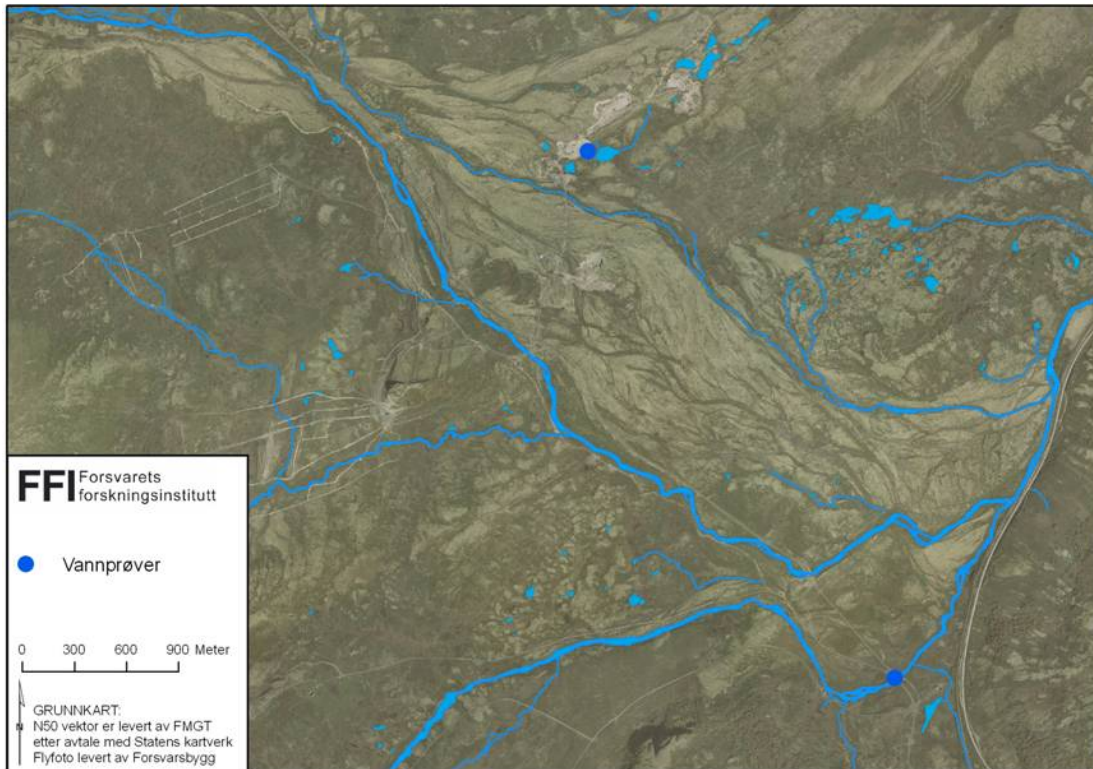 FFI Forsvarets
forskningsinstitutt
Vannprøver
0 300 600 900 Meter
N
GRUNNKART:
N50 vektor er levert av FMGT
etter avtale med Statens kartverk
Flyfoto levert av Forsvarsbygg